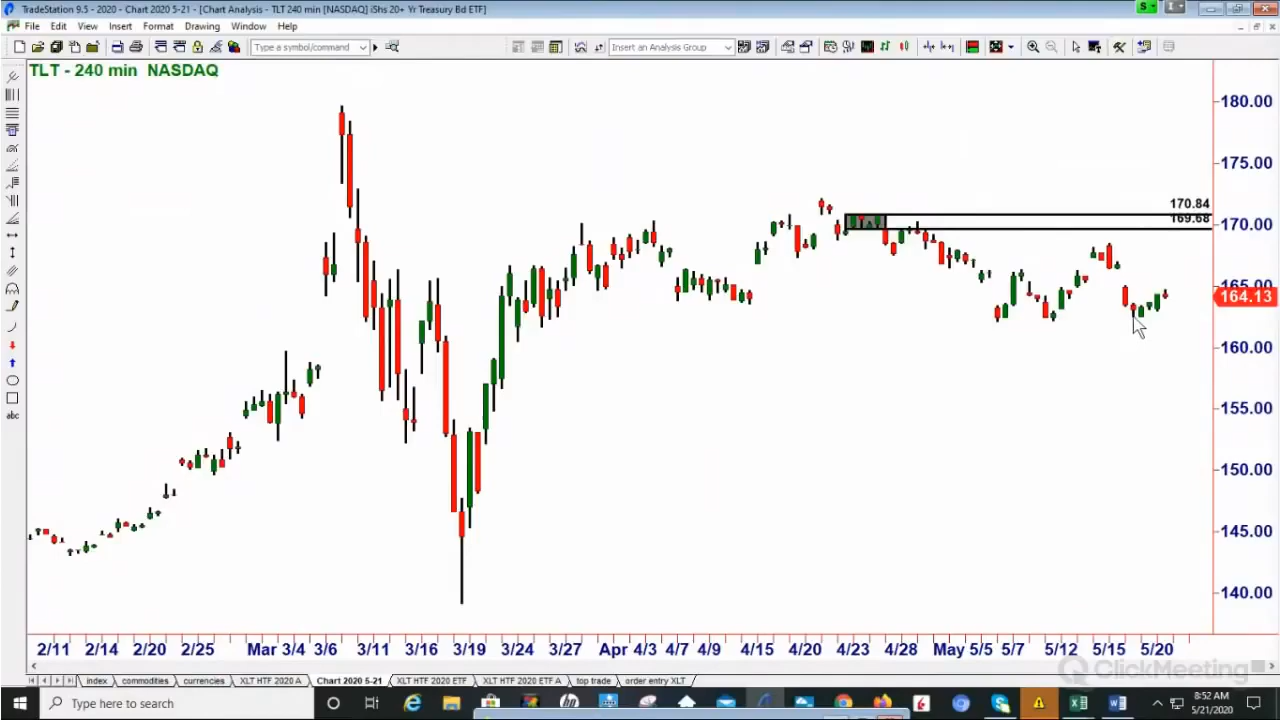 TradeStation 9.5 - 2020 - Chart 2020 5-21 - [Chart Analysis - TLT 240 min [NASDAQ] iShs 20+ Yr Treasury Bd ETF]
File Edit View Insert Format Drawing Window Help
Type a symbol/command
Insert an Analysis Group
TLT - 240 min NASDAQ
180.00
175.00
170.84
170.00
169.68
165.00
164.13
160.00
155.00
150.00
145.00
140.00
2/11 2/14 2/20 2/25 Mar 3/4 3/6 3/11 3/16 3/19 3/24 3/27 Apr 4/3 4/7 4/9 4/14 4/20 4/23 4/28 May 5/5 5/7 5/12 5/15 5/20
ClickMeeting
index commodities currencies XLT HTF 2020 A Chart 2020 5-21 XLT HTF 2020 ETF XLT HTF 2020 ETF A top trade order entry XLT
Type here to search
8:52 AM
5/21/2020
abc